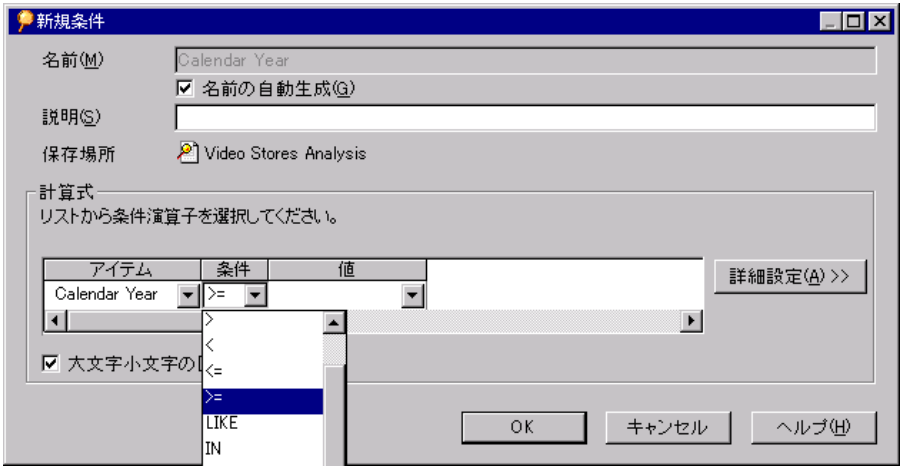 新規条件
名前(M) Calendar Year
名前の自動生成(G)
説明(S)
保存場所 Video Stores Analysis
計算式
リストから条件演算子を選択してください。
アイテム 条件 値
Calendar Year >=
詳細設定(A) >>
>
<
大文字小文字の
<=
>=
LIKE
IN
OK キャンセル ヘルプ(H)